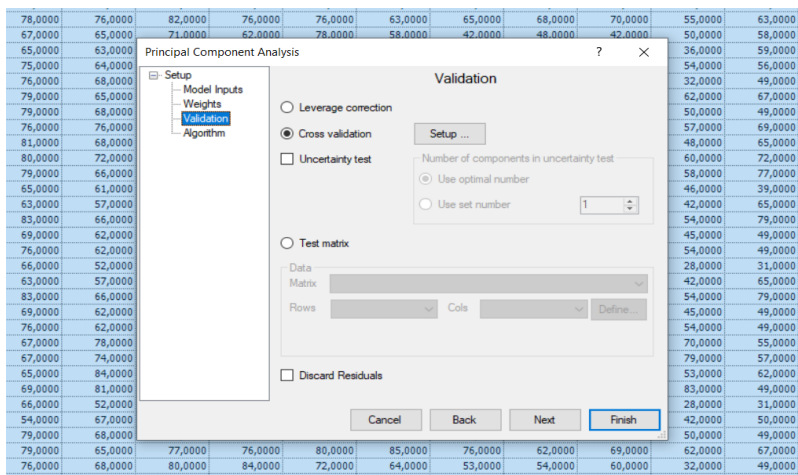 78,0000 76,0000 82,0000 76,0000 76,0000 63,0000 65,0000 68,0000 70,0000 55,0000 63,0000
67,0000 65,0000 71,0000 62,0000 78,0000 58,0000 42,0000 48,0000 42,0000 50,0000 58,0000
65,0000 63,0000 Principal Component Analysis ? 36,0000 59,0000
75,0000 64,0000 Setup Validation 54,0000 56,0000
76,0000 68,0000 Model Inputs 32,0000 49,0000
79,0000 65,0000 Weights Leverage correction 62,0000 67,0000
79,0000 68,0000 Validation 50,0000 49,0000
76,0000 76,0000 Algorithm Cross validation Setup ... 57,0000 69,0000
81,0000 68,0000 48,0000 65,0000
80,0000 72,0000 Uncertainty test Number of components in uncertainty test 60,0000 72,0000
79,0000 66,0000 Use optimal number 58,0000 77,0000
65,0000 61,0000 46,0000 39,0000
63,0000 57,0000 Use set number 1 42,0000 65,0000
83,0000 66,0000 54,0000 79,0000
69,0000 62,0000 Test matrix 45,0000 49,0000
76,0000 62,0000 54,0000 49,0000
66,0000 52,0000 Data 28,0000 31,0000
63,0000 57,0000 Matrix 42,0000 65,0000
83,0000 66,0000 54,0000 79,0000
69,0000 62,0000 Rows Cols Define... 45,0000 49,0000
76,0000 62,0000 54,0000 49,0000
67,0000 78,0000 70,0000 55,0000
67,0000 74,0000 79,0000 57,0000
65,0000 84,0000 Discard Residuals 53,0000 62,0000
69,0000 81,0000 83,0000 49,0000
66,0000 52,0000 28,0000 31,0000
54,0000 67,0000 Cancel Back Next Finish 42,0000 50,0000
79,0000 68,0000 50,0000 49,0000
79,0000 65,0000 77,0000 76,0000 80,0000 85,0000 76,0000 62,0000 69,0000 62,0000 67,0000
76,0000 68,0000 80,0000 84,0000 72,0000 64,0000 53,0000 54,0000 60,0000 32,0000 49,0000